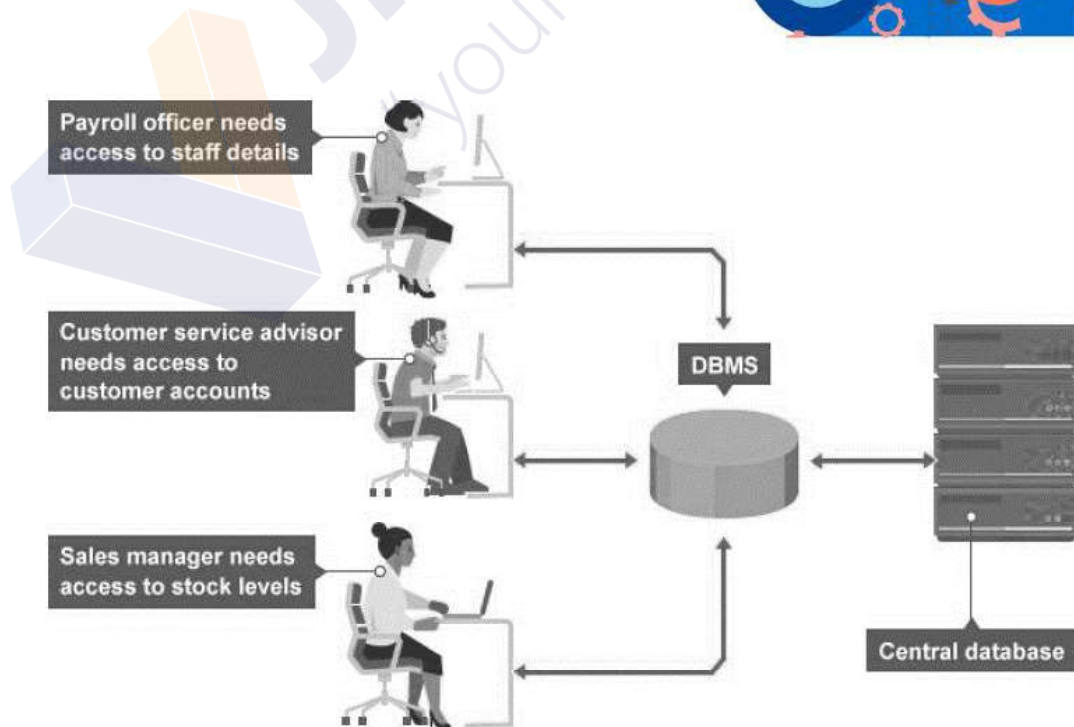 Payroll officer needs
access to staff details
Customer service advisor
needs access to
customer accounts
DBMS
Sales manager needs
access to stock levels
Central database